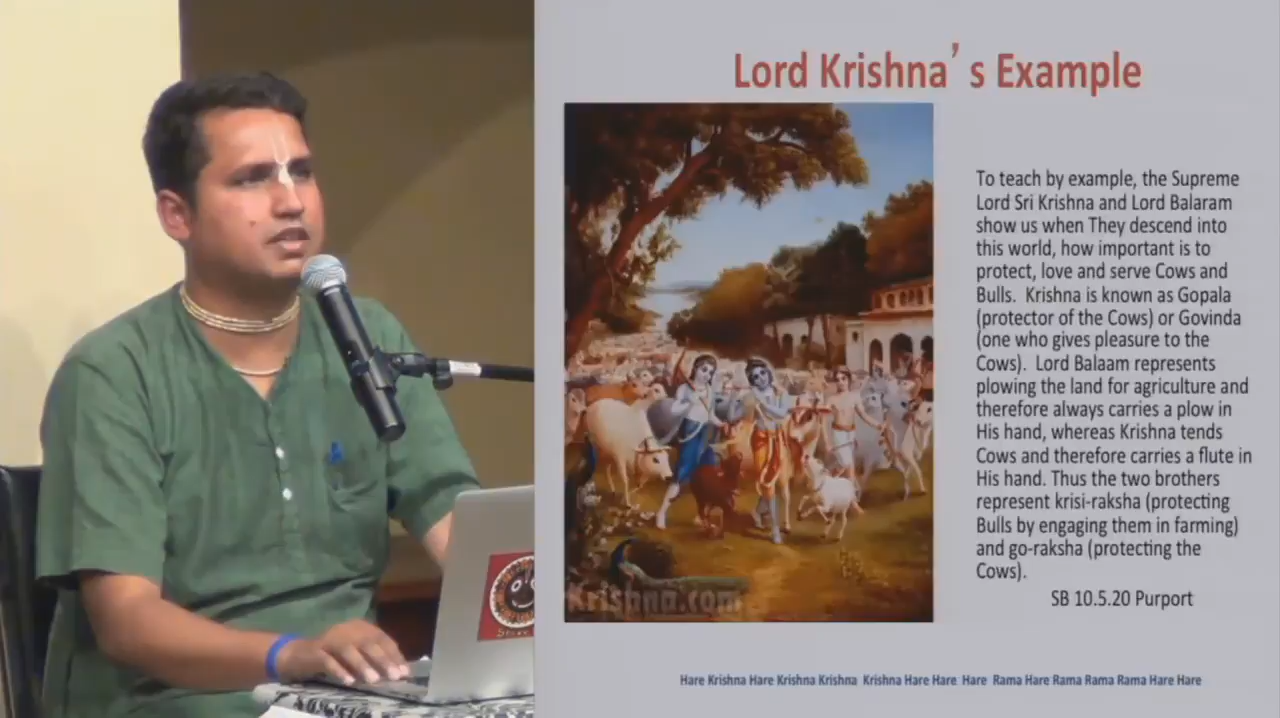 Lord Krishna’s Example
To teach by example, the Supreme
Lord Sri Krishna and Lord Balaram
show us when They descend into
this world, how important is to
protect, love and serve Cows and
Bulls. Krishna is known as Gopala
(protector of the Cows) or Govinda
(one who gives pleasure to the
Cows). Lord Balaam represents
plowing the land for agriculture and
therefore always carries a plow in
His hand, whereas Krishna tends
Cows and therefore carries a flute in
His hand. Thus the two brothers
represent krisi-raksha (protecting
Bulls by engaging them in farming)
and go-raksha (protecting the
Cows).
SB 10.5.20 Purport
Krishna.com
Hare Krishna Hare Krishna Krishna Krishna Hare Hare Hare Rama Hare Rama Rama Rama Hare Hare